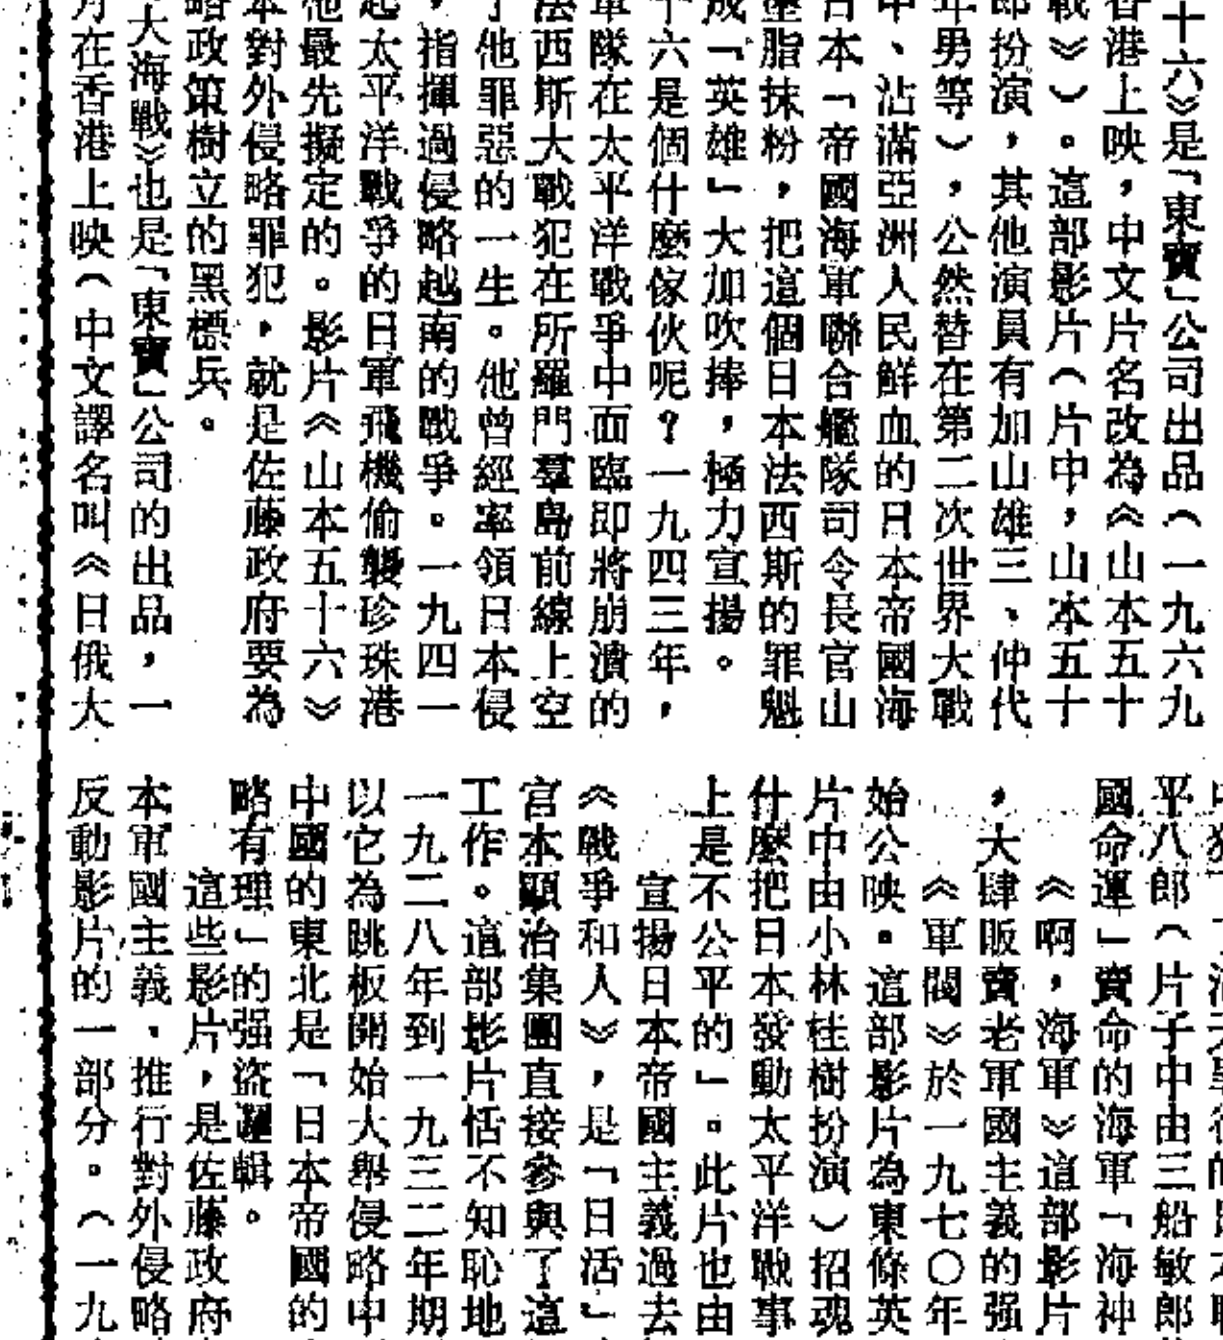 十六》是「東寶」公司出品(一九六九
香港上映,中文片名改為《山本五十
戰》)。這部影片(片中,山本五十
郎扮演,其他演員有加山雄三、仲代
年男等),公然替在第二次世界大戰
中、沾滿亞洲人民鮮血的日本帝國海
日本「帝國海軍聯合艦隊司令長官山
塗脂抹粉,把這個日本法西斯的罪魁
成「英雄」大加吹捧,極力宣揚。
十六是個什麼傢伙呢?一九四三年,
軍隊在太平洋戰爭中面臨即將崩潰的
法西斯大戰犯在所羅門羣島前線上空
了他罪惡的一生。他曾經率領日本侵
,指揮過侵略越南的戰爭。一九四一
起太平洋戰爭的日軍飛機偷襲珍珠港
他最先擬定的。影片《山本五十六》
本對外侵略罪犯,就是佐藤政府要為
略政策樹立的黑標兵。
大海戰》也是「東寶」公司的出品,一
月在香港上映(中文譯名叫《日俄大
平八郎(片子中由三船敏郎
國命運」賣命的海軍「海神
《啊,海軍》這部影片
,大肆販賣老軍國主義的强
《軍閥》於一九七〇年
始公映。這部影片為東條英
片中由小林桂樹扮演)招魂
什麼把日本發動太平洋戰事
上是不公平的」。此片也由
宣揚日本帝國主義過去
《戰爭和人》,是「日活」
宮本顯治集團直接參與了這
工作。這部影片恬不知恥地
一九二八年到一九三二年期
以它為跳板開始大舉侵略中
中國的東北是「日本帝國的
略有理」的强盜邏輯。
這些影片,是佐藤政府
本軍國主義,推行對外侵略
反動影片的一部分。(一九